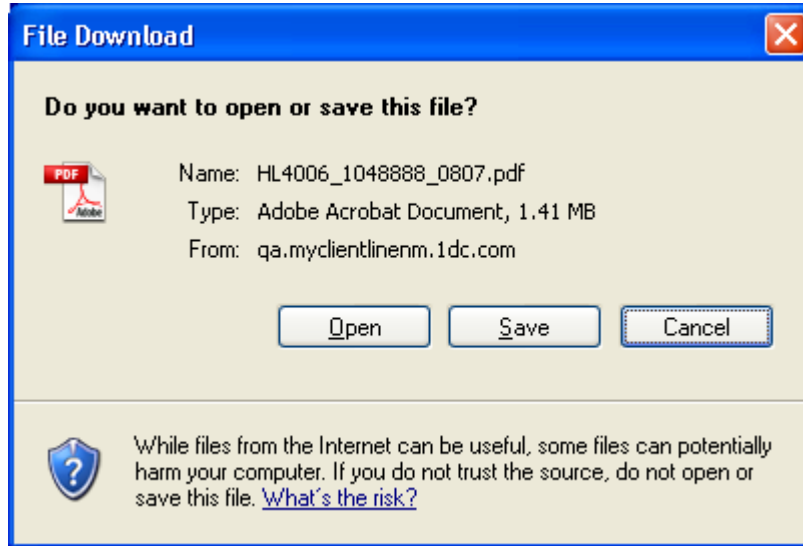 File Download
Do you want to open or save this file?
PDF
Adobe
Name: HL4006_1048888_0807.pdf
Type: Adobe Acrobat Document, 1.41 MB
From: qa.myclientlinenm.1dc.com
Open
Save
Cancel
?
While files from the Internet can be useful, some files can potentially
harm your computer. If you do not trust the source, do not open or
save this file. What's the risk?